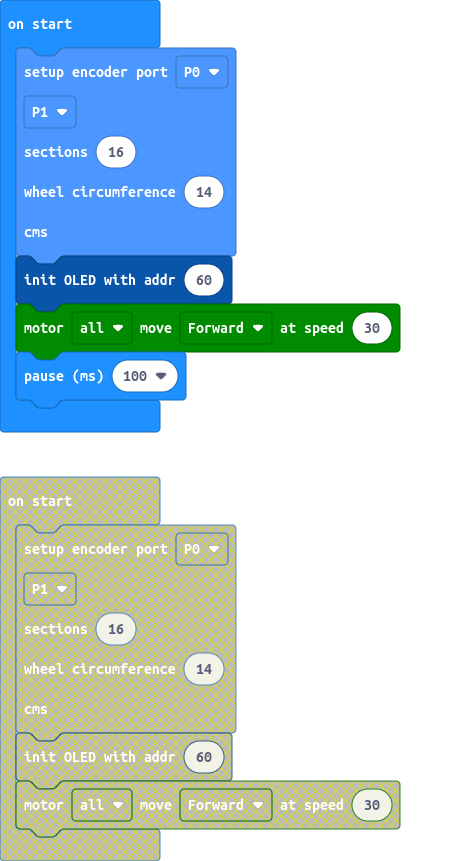 on start
setup encoder port P0
P1
sections 16
wheel circumference 14
cms
init OLED with addr 60
motor all move Forward at speed 30
pause (ms) 100
on start
setup encoder port P0
P1
sections 16
wheel circumference 14
cms
init OLED with addr 60
motor all move Forward at speed 30